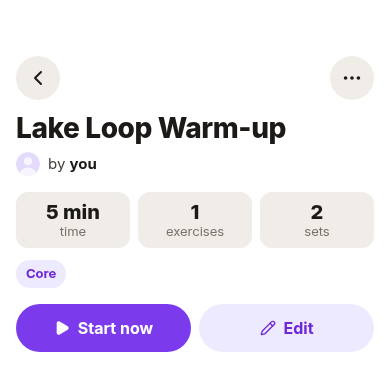 Lake Loop Warm-up
by you
5 min
time
1
exercises
2
sets
Core
Start now
Edit